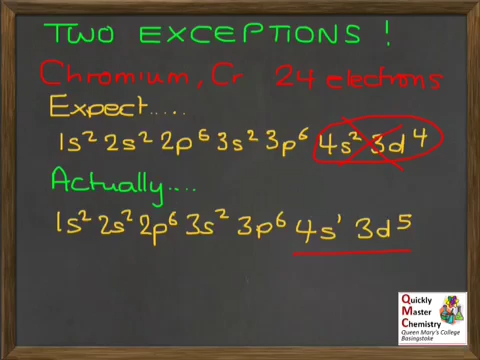 TWO EXCEPTIONS !
Chromium, Cr 24 electrons
Expect....
1s² 2s² 2p⁶ 3s² 3p⁶ 4s² 3d⁴
Actually....
1s² 2s² 2p⁶ 3s² 3p⁶ 4s¹ 3d⁵
Quickly
Master
Chemistry
Queen Mary's College
Basingstoke